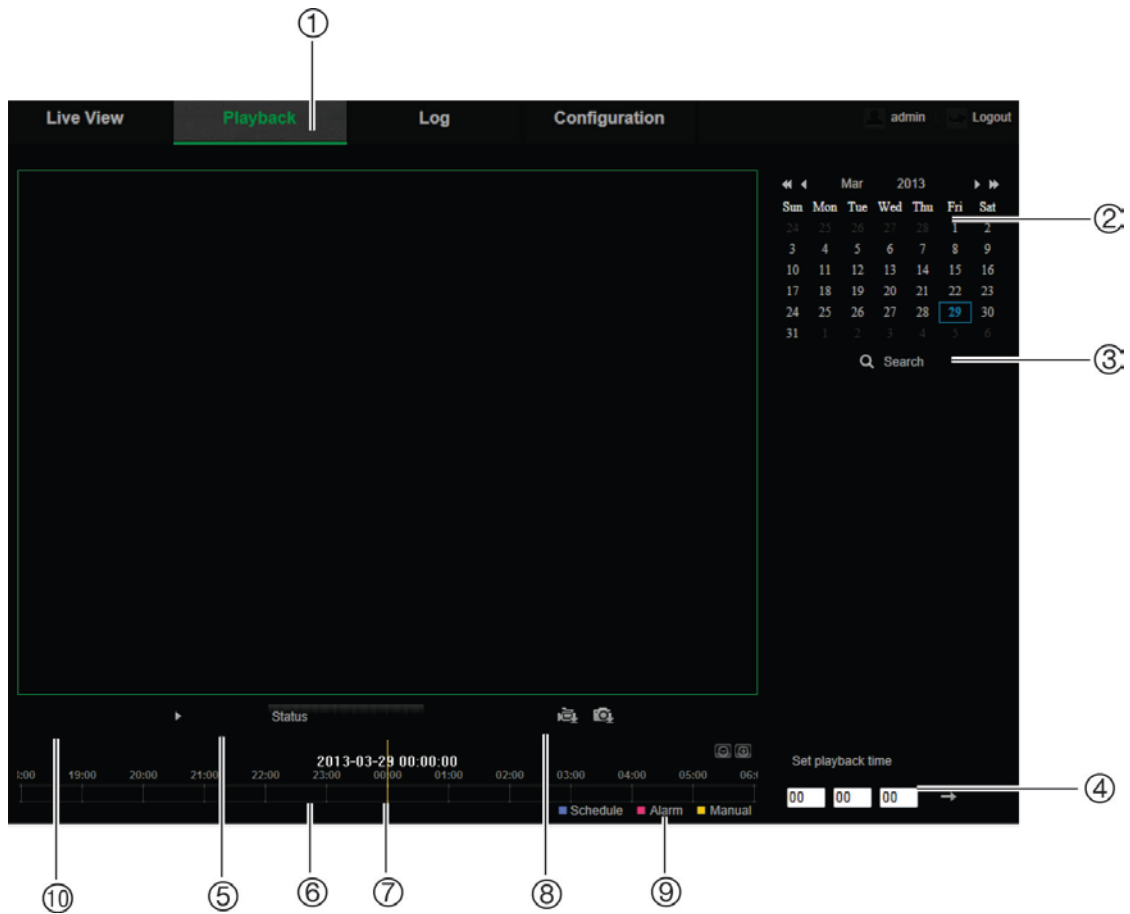 ①
Live View Playback Log Configuration admin Logout
Mar 2013
Sun Mon Tue Wed Thu Fri Sat
24 25 26 27 28 1 2
②
3 4 5 6 7 8 9
10 11 12 13 14 15 16
17 18 19 20 21 22 23
24 25 26 27 28 29 30
31 1 2 3 4 5 6
Search
③
Status
2013-03-29 00:00:00
19:00 20:00 21:00 22:00 23:00 00:00 01:00 02:00 03:00 04:00 05:00
Schedule Alarm Manual
Set playback time
00 00 00
④
⑩ ⑤ ⑥ ⑦ ⑧ ⑨